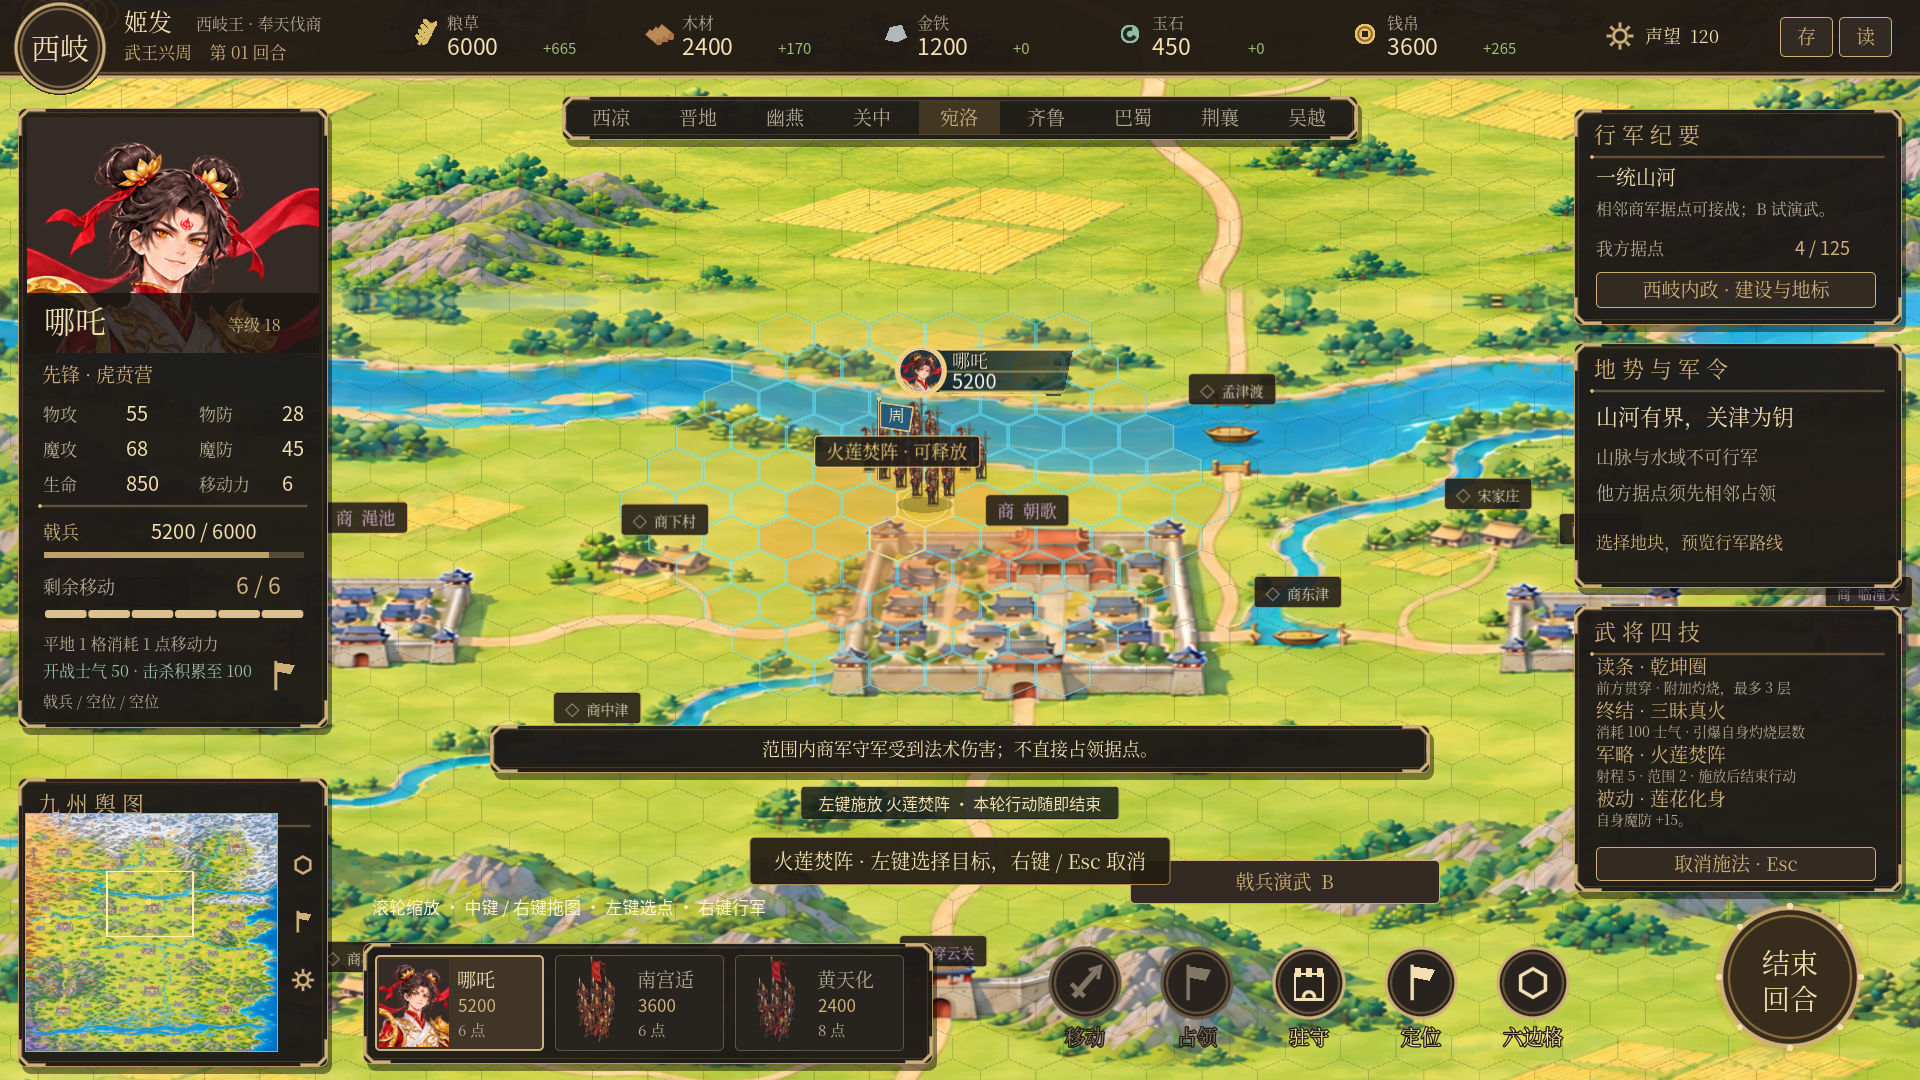 西岐
姬发 西岐王 · 奉天伐商
武王兴周 第 01 回合
粮草
6000 +665
木材
2400 +170
金铁
1200 +0
玉石
450 +0
钱帛
3600 +265
声望 120
存 读
西凉 晋地 幽燕 关中 宛洛 齐鲁 巴蜀 荆襄 吴越
哪吒 等级 18
先锋 · 虎贲营
物攻 55 物防 28
魔攻 68 魔防 45
生命 850 移动力 6
戟兵 5200 / 6000
剩余移动 6 / 6
平地 1 格消耗 1 点移动力
开战士气 50 · 击杀积累至 100
戟兵 / 空位 / 空位
九州舆图
哪吒
5200
周
火莲焚阵 · 可释放
孟津渡
宋家庄
商 渑池
商下村
商 朝歌
商东津
商 临潼关
商中津
范围内商军守军受到法术伤害；不直接占领据点。
左键施放 火莲焚阵 · 本轮行动随即结束
火莲焚阵 · 左键选择目标，右键 / Esc 取消
戟兵演武 B
滚轮缩放 · 中键 / 右键拖图 · 左键选点 · 右键行军
商
穿云关
哪吒
5200
6 点
南宫适
3600
6 点
黄天化
2400
8 点
移动 占领 驻守 定位 六边格
行军纪要
一统山河
相邻商军据点可接战；B 试演武。
我方据点 4 / 125
西岐内政 · 建设与地标
地势与军令
山河有界，关津为钥
山脉与水域不可行军
他方据点须先相邻占领
选择地块，预览行军路线
武将四技
读条 · 乾坤圈
前方贯穿 · 附加灼烧，最多 3 层
终结 · 三昧真火
消耗 100 士气 · 引爆自身灼烧层数
军略 · 火莲焚阵
射程 5 · 范围 2 · 施放后结束行动
被动 · 莲花化身
自身魔防 +15。
取消施法 · Esc
结束
回合